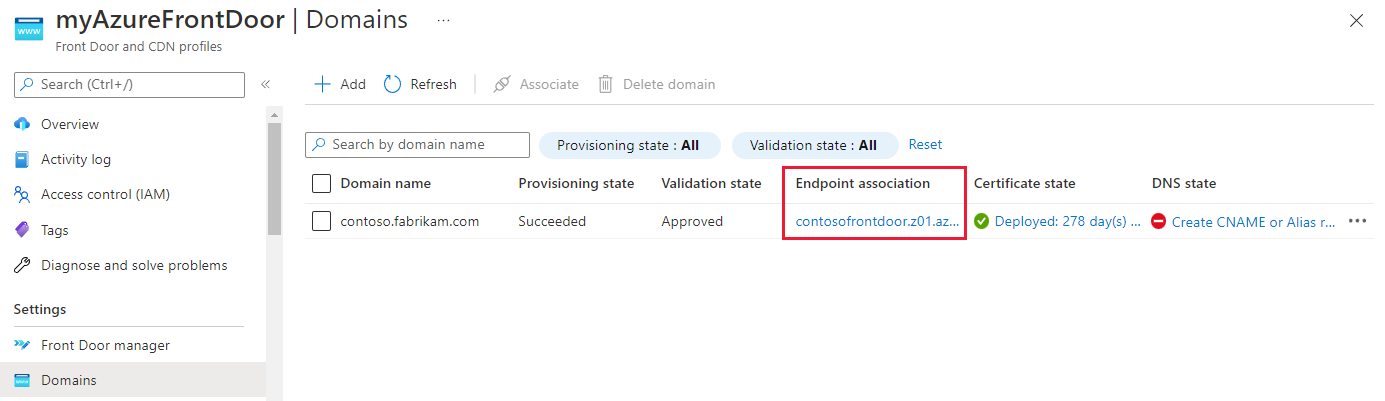 myAzureFrontDoor | Domains ...
Front Door and CDN profiles
Search (Ctrl+/) «
Overview
Activity log
Access control (IAM)
Tags
Diagnose and solve problems
Settings
Front Door manager
Domains
Add Refresh Associate Delete domain
Search by domain name Provisioning state : All Validation state : All Reset
Domain name Provisioning state Validation state Endpoint association Certificate state DNS state
contoso.fabrikam.com Succeeded Approved contosofrontdoor.z01.az... Deployed: 278 day(s) ... Create CNAME or Alias r... ...